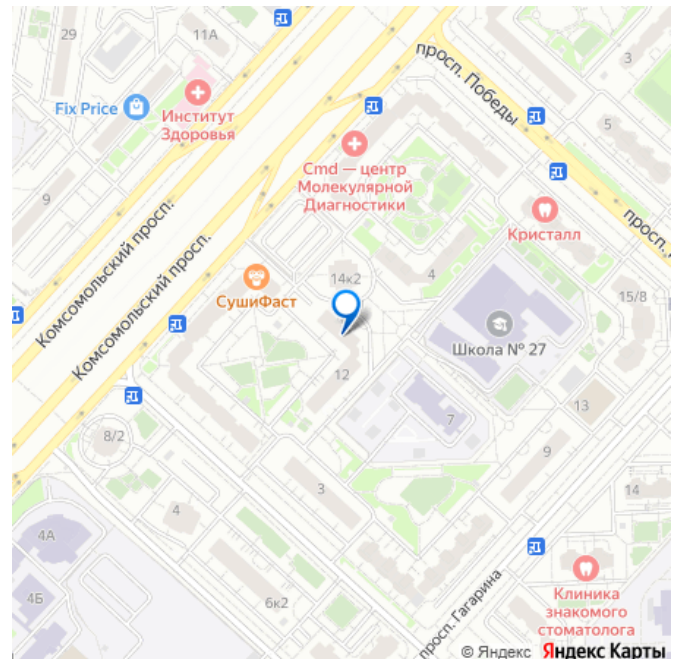 29
11А
Fix Price
Институт
Здоровья
просп. Победы
3
5
Cmd — центр
Молекулярной
Диагностики
9
Комсомольский просп.
Комсомольский просп.
Кристалл
просп.
14к2
4
СушиФаст
15/8
Школа № 27
12
13
7
8/2
9
3
14
4
4А
4Б
6к2
просп. Гагарина
Клиника
знакомого
стоматолога
© Яндекс Яндекс Карты